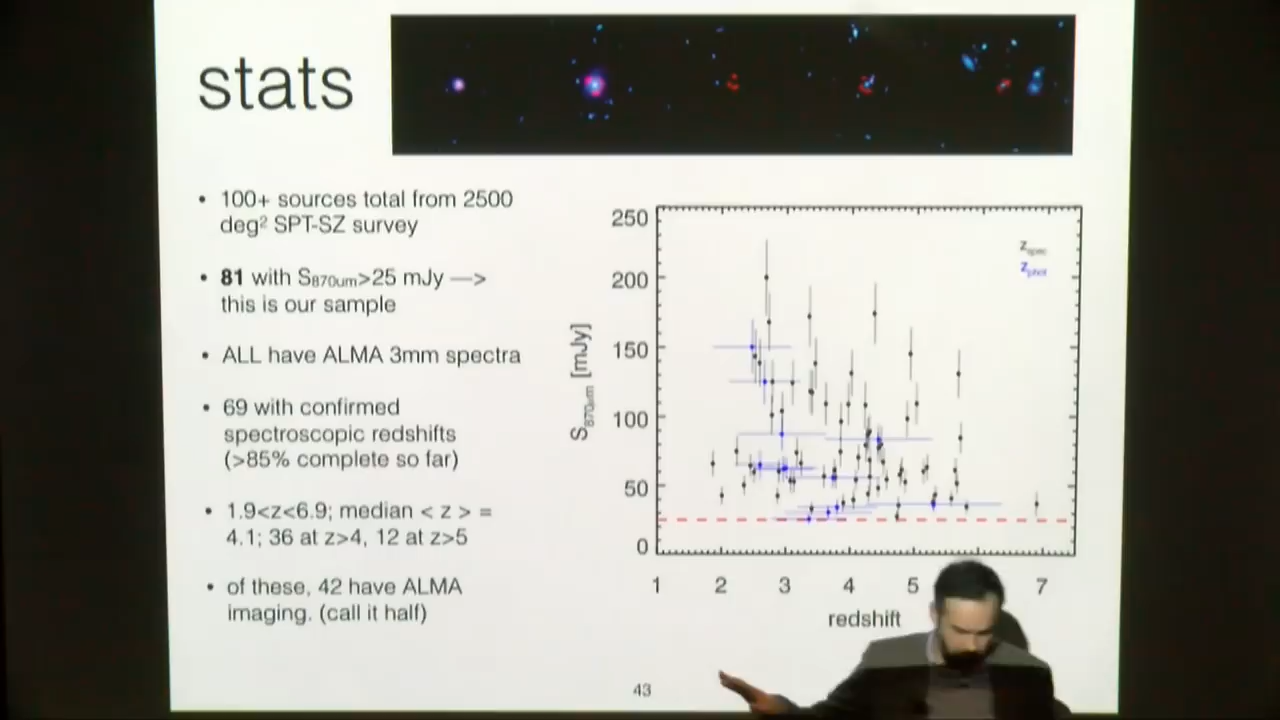 stats
• 100+ sources total from 2500
deg² SPT-SZ survey
• 81 with S870um>25 mJy —>
this is our sample
• ALL have ALMA 3mm spectra
• 69 with confirmed
spectroscopic redshifts
(>85% complete so far)
• 1.9<z<6.9; median < z > =
4.1; 36 at z>4, 12 at z>5
• of these, 42 have ALMA
imaging. (call it half)
250
200
150
100
50
0
S870μm [mJy]
zspec
zphot
1 2 3 4 5 7
redshift
43